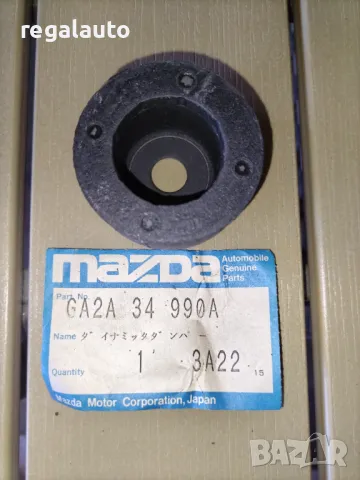 regalauto
mazda
Automobile
Genuine
Parts
Part No.
GA2A 34 990A
Name ダイナミックダンパー
Quantity 1 3A22 15
Mazda Motor Corporation, Japan
BAZAR